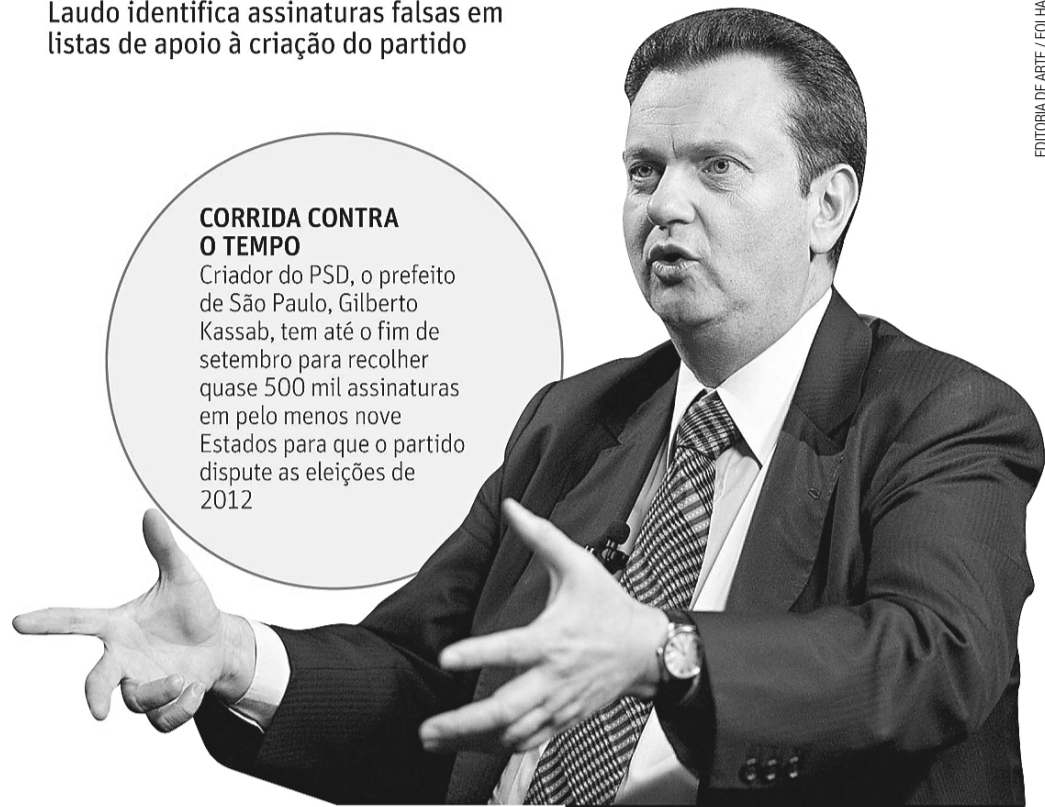 Laudo identifica assinaturas falsas em
listas de apoio à criação do partido
EDITORIA DE ARTE / FOLHA
CORRIDA CONTRA
O TEMPO
Criador do PSD, o prefeito
de São Paulo, Gilberto
Kassab, tem até o fim de
setembro para recolher
quase 500 mil assinaturas
em pelo menos nove
Estados para que o partido
dispute as eleições de
2012